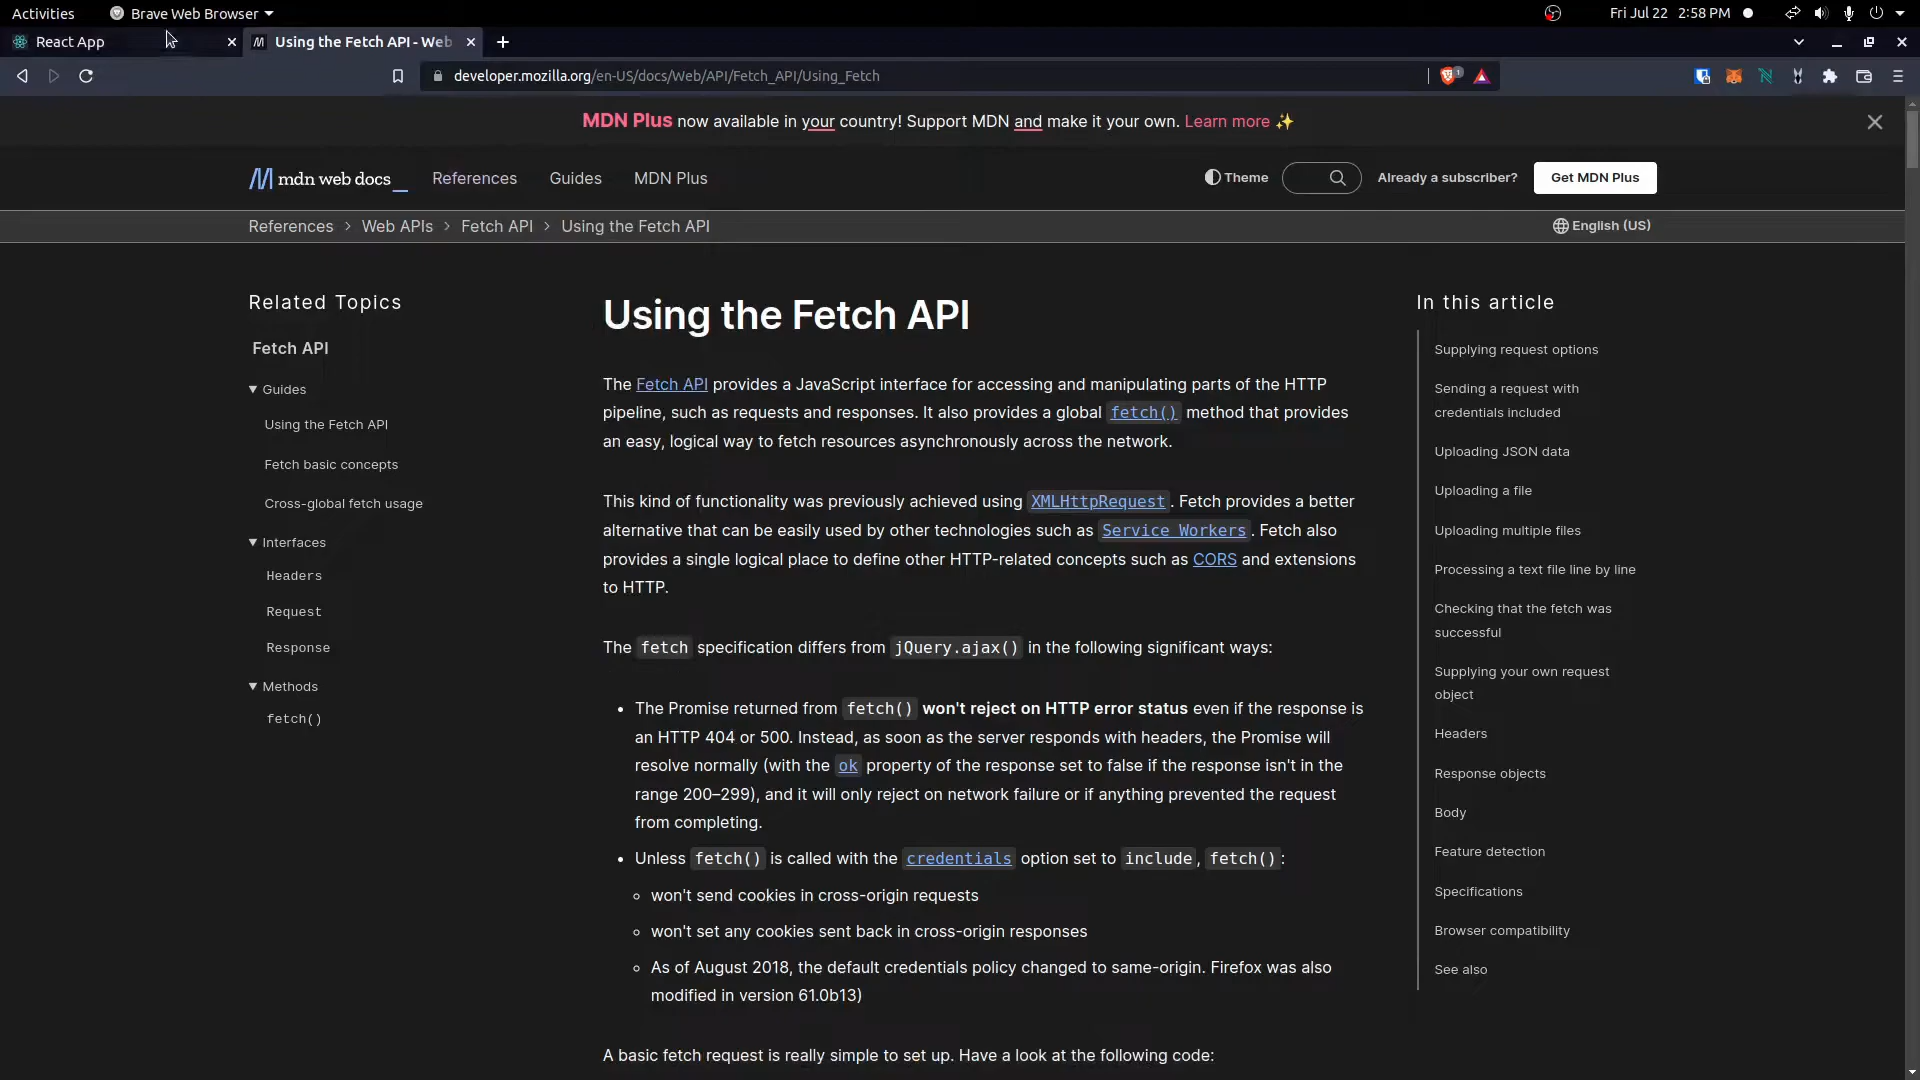 Activities
Brave Web Browser
Fri Jul 22 2:58 PM
React App
Using the Fetch API - Web
developer.mozilla.org/en-US/docs/Web/API/Fetch_API/Using_Fetch
1
MDN Plus now available in your country! Support MDN and make it your own. Learn more ✨
mdn web docs_
References
Guides
MDN Plus
Theme
Already a subscriber?
Get MDN Plus
References > Web APIs > Fetch API > Using the Fetch API
English (US)
Related Topics
Fetch API
▼ Guides
Using the Fetch API
Fetch basic concepts
Cross-global fetch usage
▼ Interfaces
Headers
Request
Response
▼ Methods
fetch()
Using the Fetch API
The Fetch API provides a JavaScript interface for accessing and manipulating parts of the HTTP
pipeline, such as requests and responses. It also provides a global fetch() method that provides
an easy, logical way to fetch resources asynchronously across the network.
This kind of functionality was previously achieved using XMLHttpRequest. Fetch provides a better
alternative that can be easily used by other technologies such as Service Workers. Fetch also
provides a single logical place to define other HTTP-related concepts such as CORS and extensions
to HTTP.
The fetch specification differs from jQuery.ajax() in the following significant ways:
• The Promise returned from fetch() won't reject on HTTP error status even if the response is
an HTTP 404 or 500. Instead, as soon as the server responds with headers, the Promise will
resolve normally (with the ok property of the response set to false if the response isn't in the
range 200–299), and it will only reject on network failure or if anything prevented the request
from completing.
• Unless fetch() is called with the credentials option set to include, fetch():
◦ won't send cookies in cross-origin requests
◦ won't set any cookies sent back in cross-origin responses
◦ As of August 2018, the default credentials policy changed to same-origin. Firefox was also
modified in version 61.0b13)
A basic fetch request is really simple to set up. Have a look at the following code:
In this article
Supplying request options
Sending a request with
credentials included
Uploading JSON data
Uploading a file
Uploading multiple files
Processing a text file line by line
Checking that the fetch was
successful
Supplying your own request
object
Headers
Response objects
Body
Feature detection
Specifications
Browser compatibility
See also